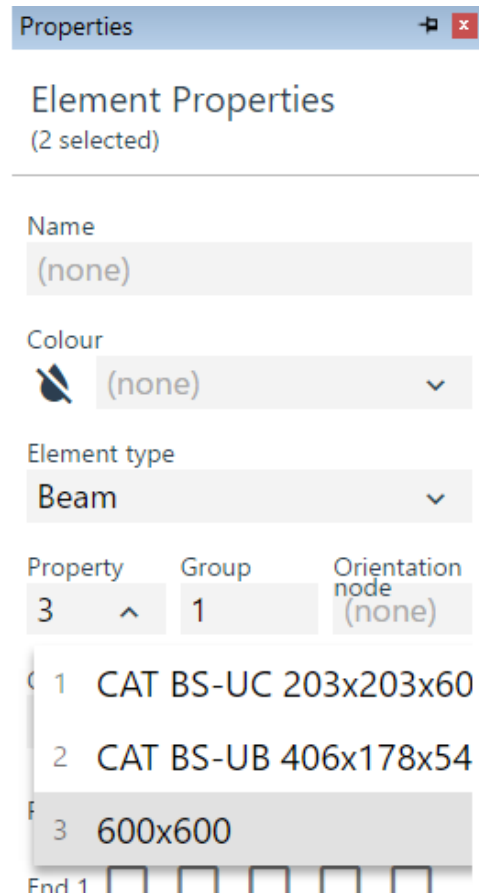 Properties
Element Properties
(2 selected)
Name
(none)
Colour
(none)
Element type
Beam
Property Group Orientation node
3 1 (none)
1 CAT BS-UC 203x203x60
2 CAT BS-UB 406x178x54
3 600x600
End 1